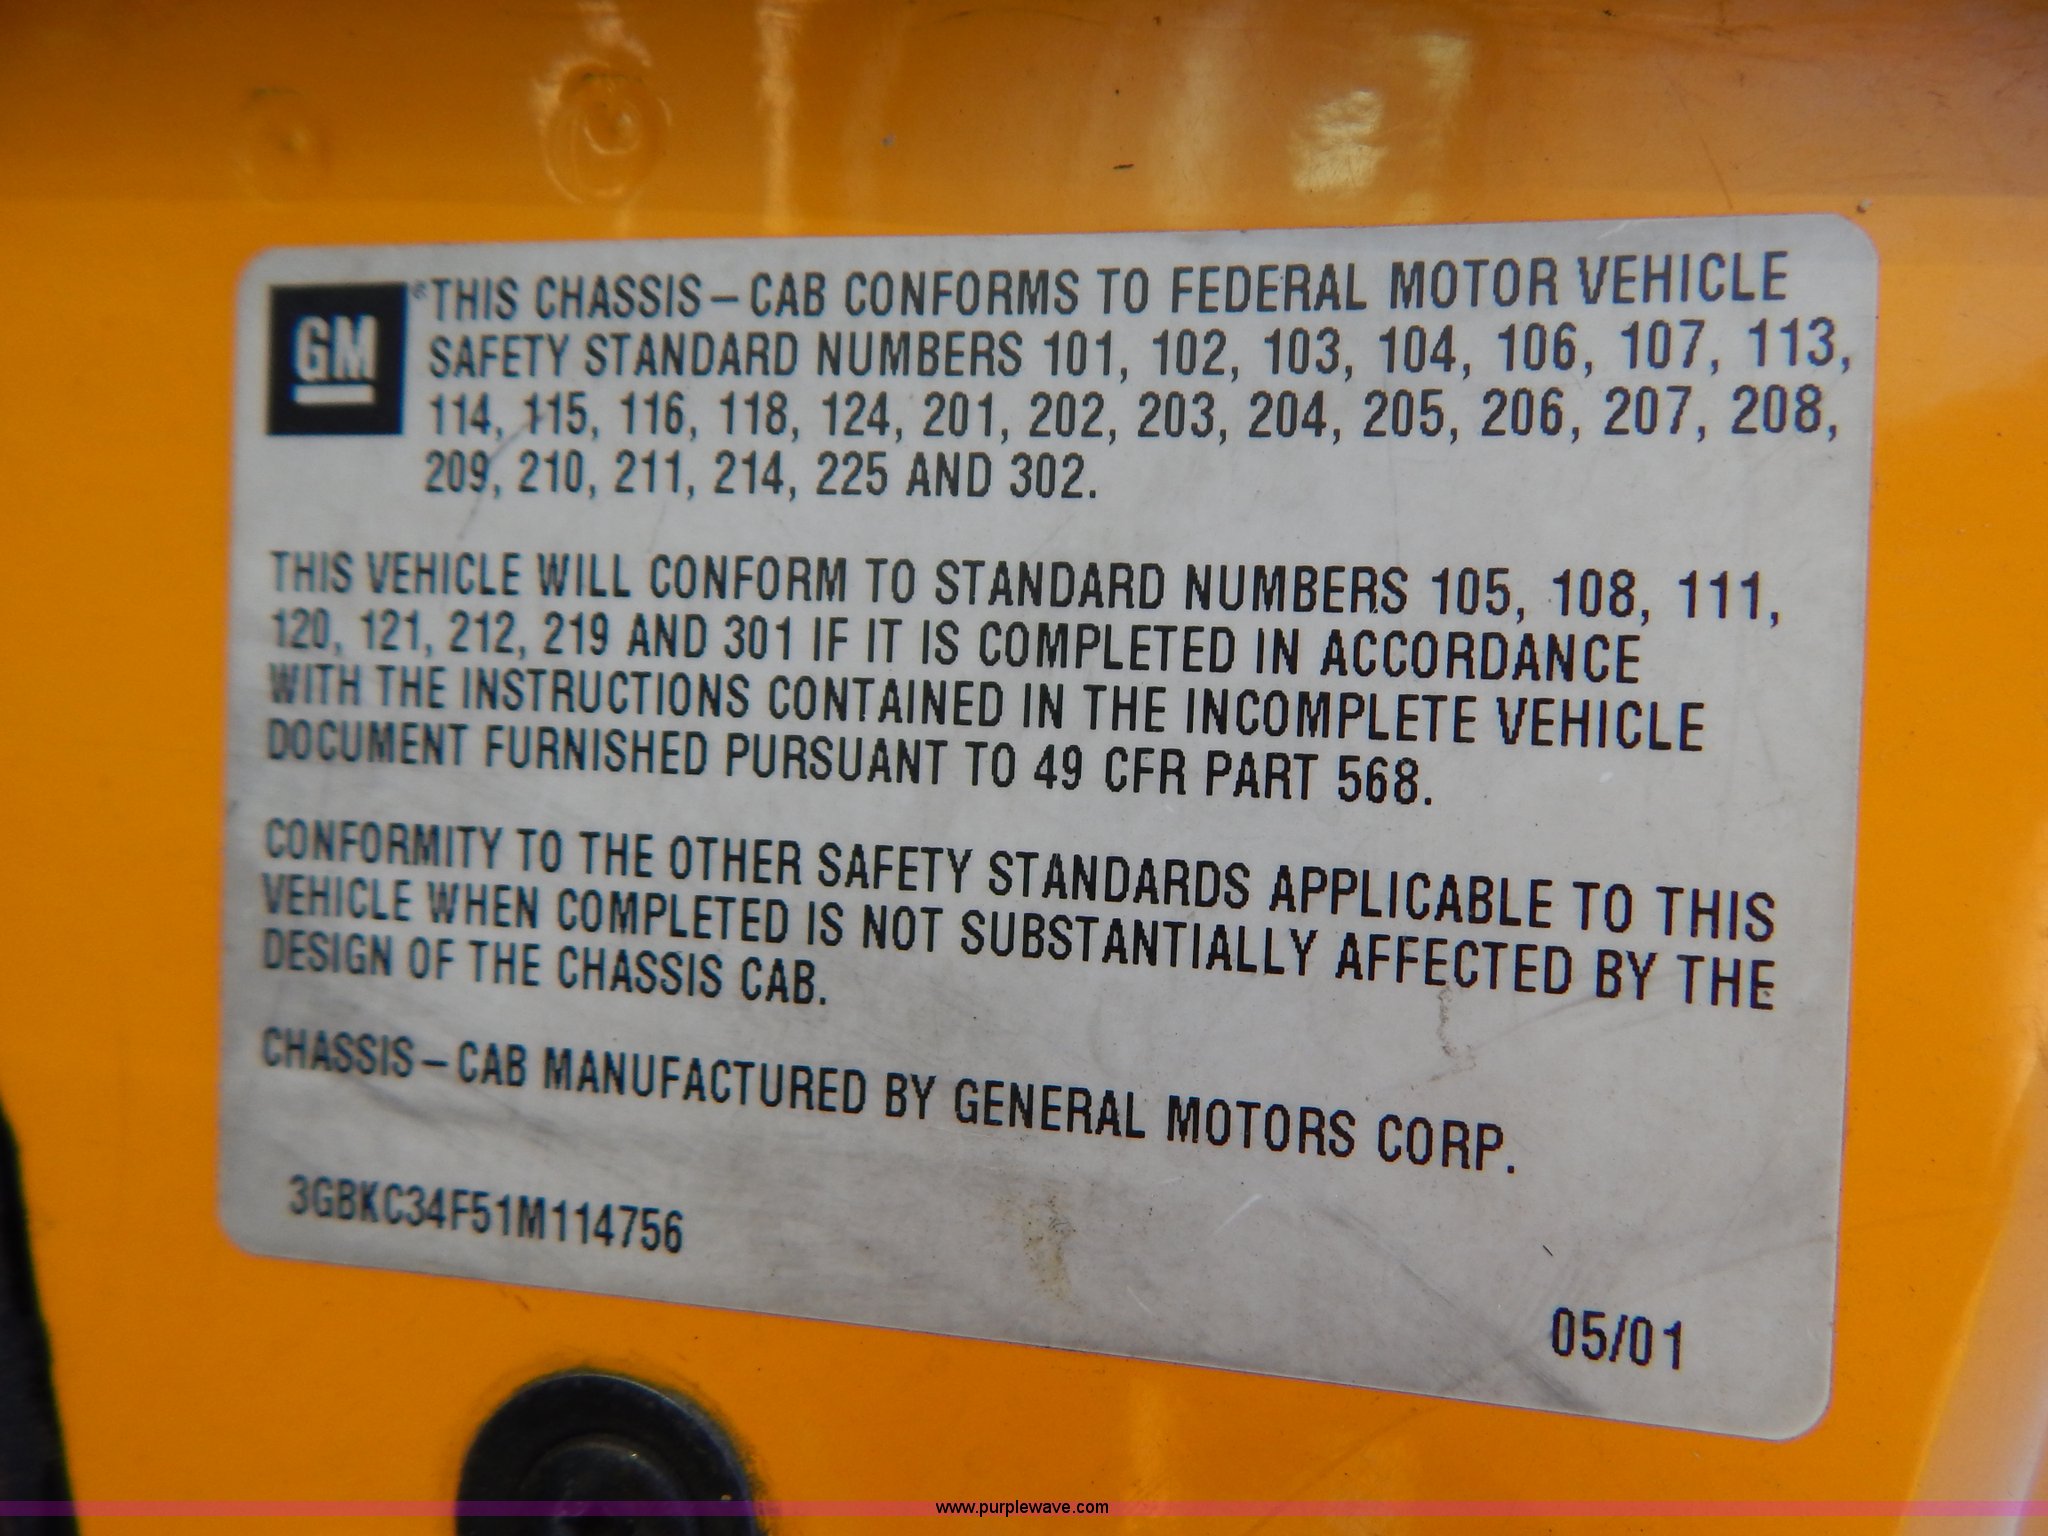 GM ® THIS CHASSIS – CAB CONFORMS TO FEDERAL MOTOR VEHICLE
SAFETY STANDARD NUMBERS 101, 102, 103, 104, 106, 107, 113,
114, 115, 116, 118, 124, 201, 202, 203, 204, 205, 206, 207, 208,
209, 210, 211, 214, 225 AND 302.
THIS VEHICLE WILL CONFORM TO STANDARD NUMBERS 105, 108, 111,
120, 121, 212, 219 AND 301 IF IT IS COMPLETED IN ACCORDANCE
WITH THE INSTRUCTIONS CONTAINED IN THE INCOMPLETE VEHICLE
DOCUMENT FURNISHED PURSUANT TO 49 CFR PART 568.
CONFORMITY TO THE OTHER SAFETY STANDARDS APPLICABLE TO THIS
VEHICLE WHEN COMPLETED IS NOT SUBSTANTIALLY AFFECTED BY THE
DESIGN OF THE CHASSIS CAB.
CHASSIS – CAB MANUFACTURED BY GENERAL MOTORS CORP.
3GBKC34F51M114756
05/01
www.purplewave.com